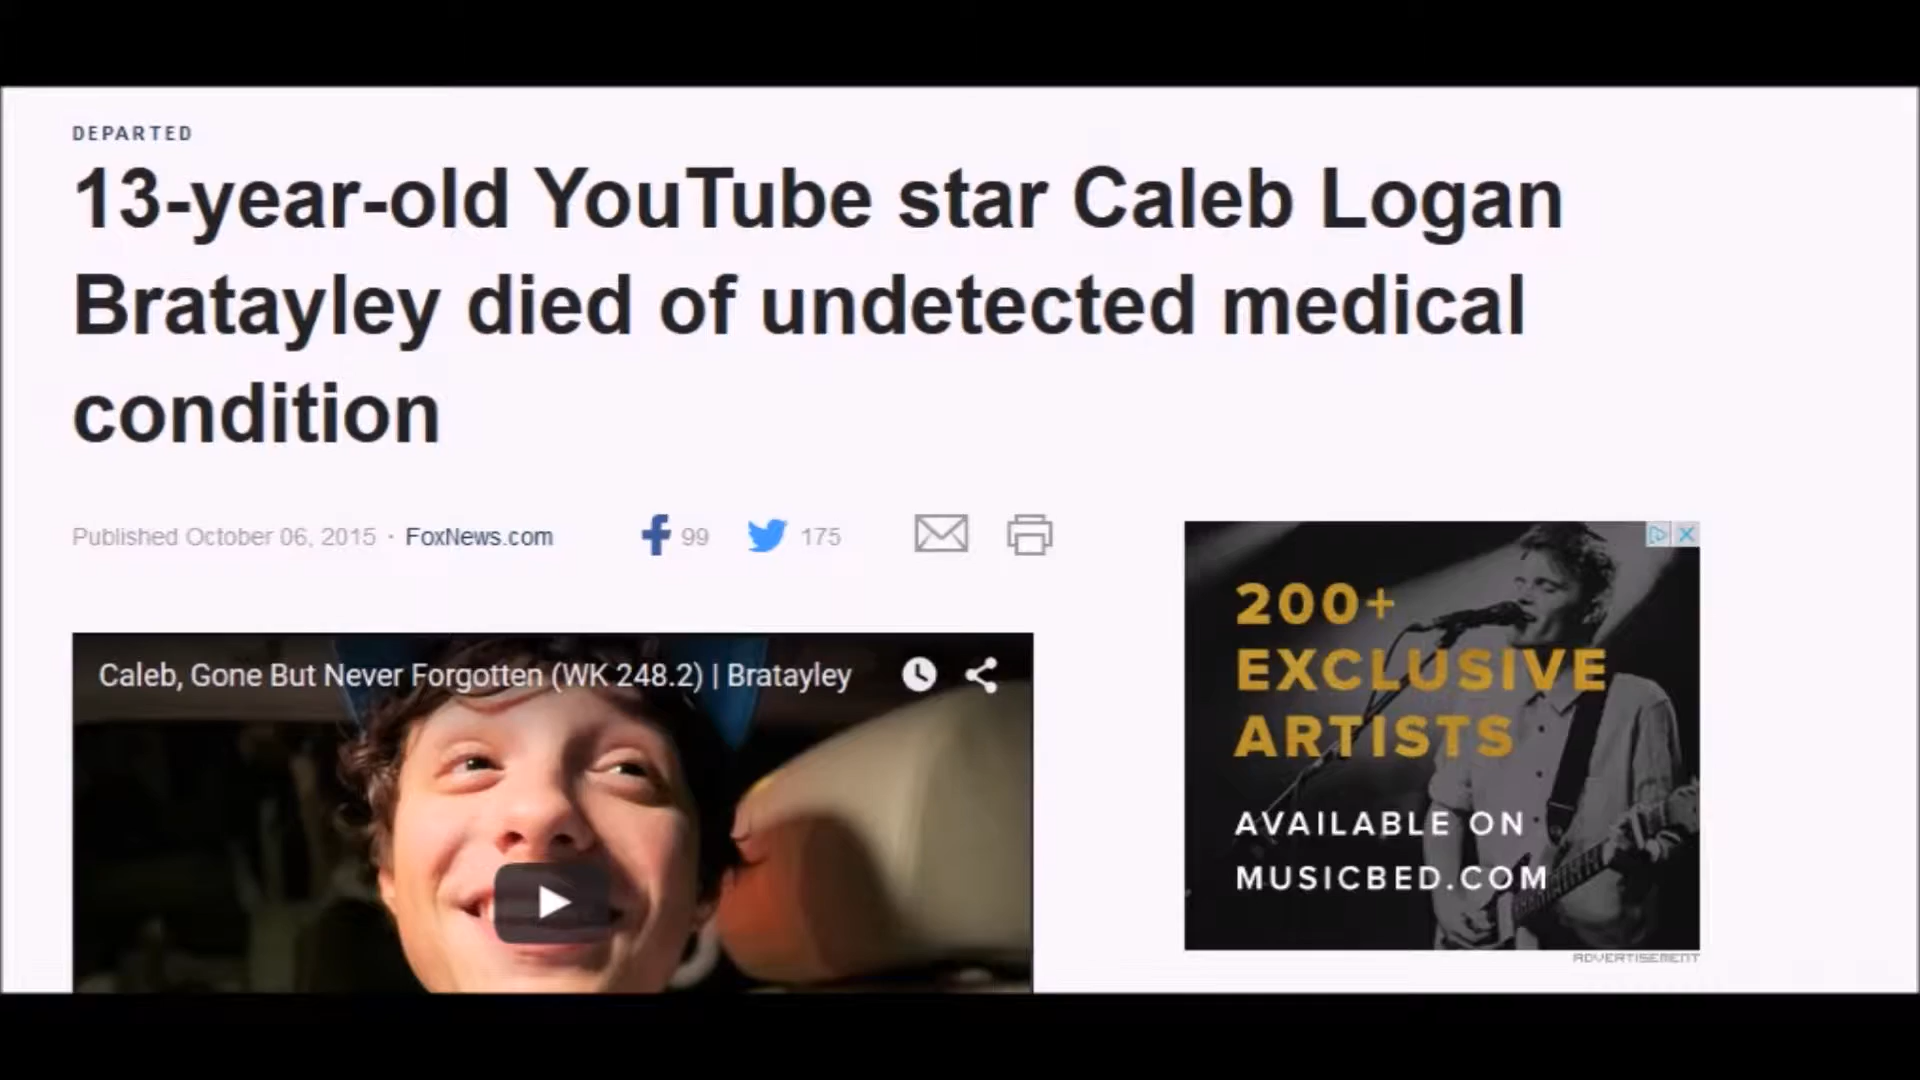 DEPARTED
13-year-old YouTube star Caleb Logan
Bratayley died of undetected medical
condition
Published October 06, 2015 · FoxNews.com
99
175
Caleb, Gone But Never Forgotten (WK 248.2) | Bratayley
200+
EXCLUSIVE
ARTISTS
AVAILABLE ON
MUSICBED.COM
ADVERTISEMENT